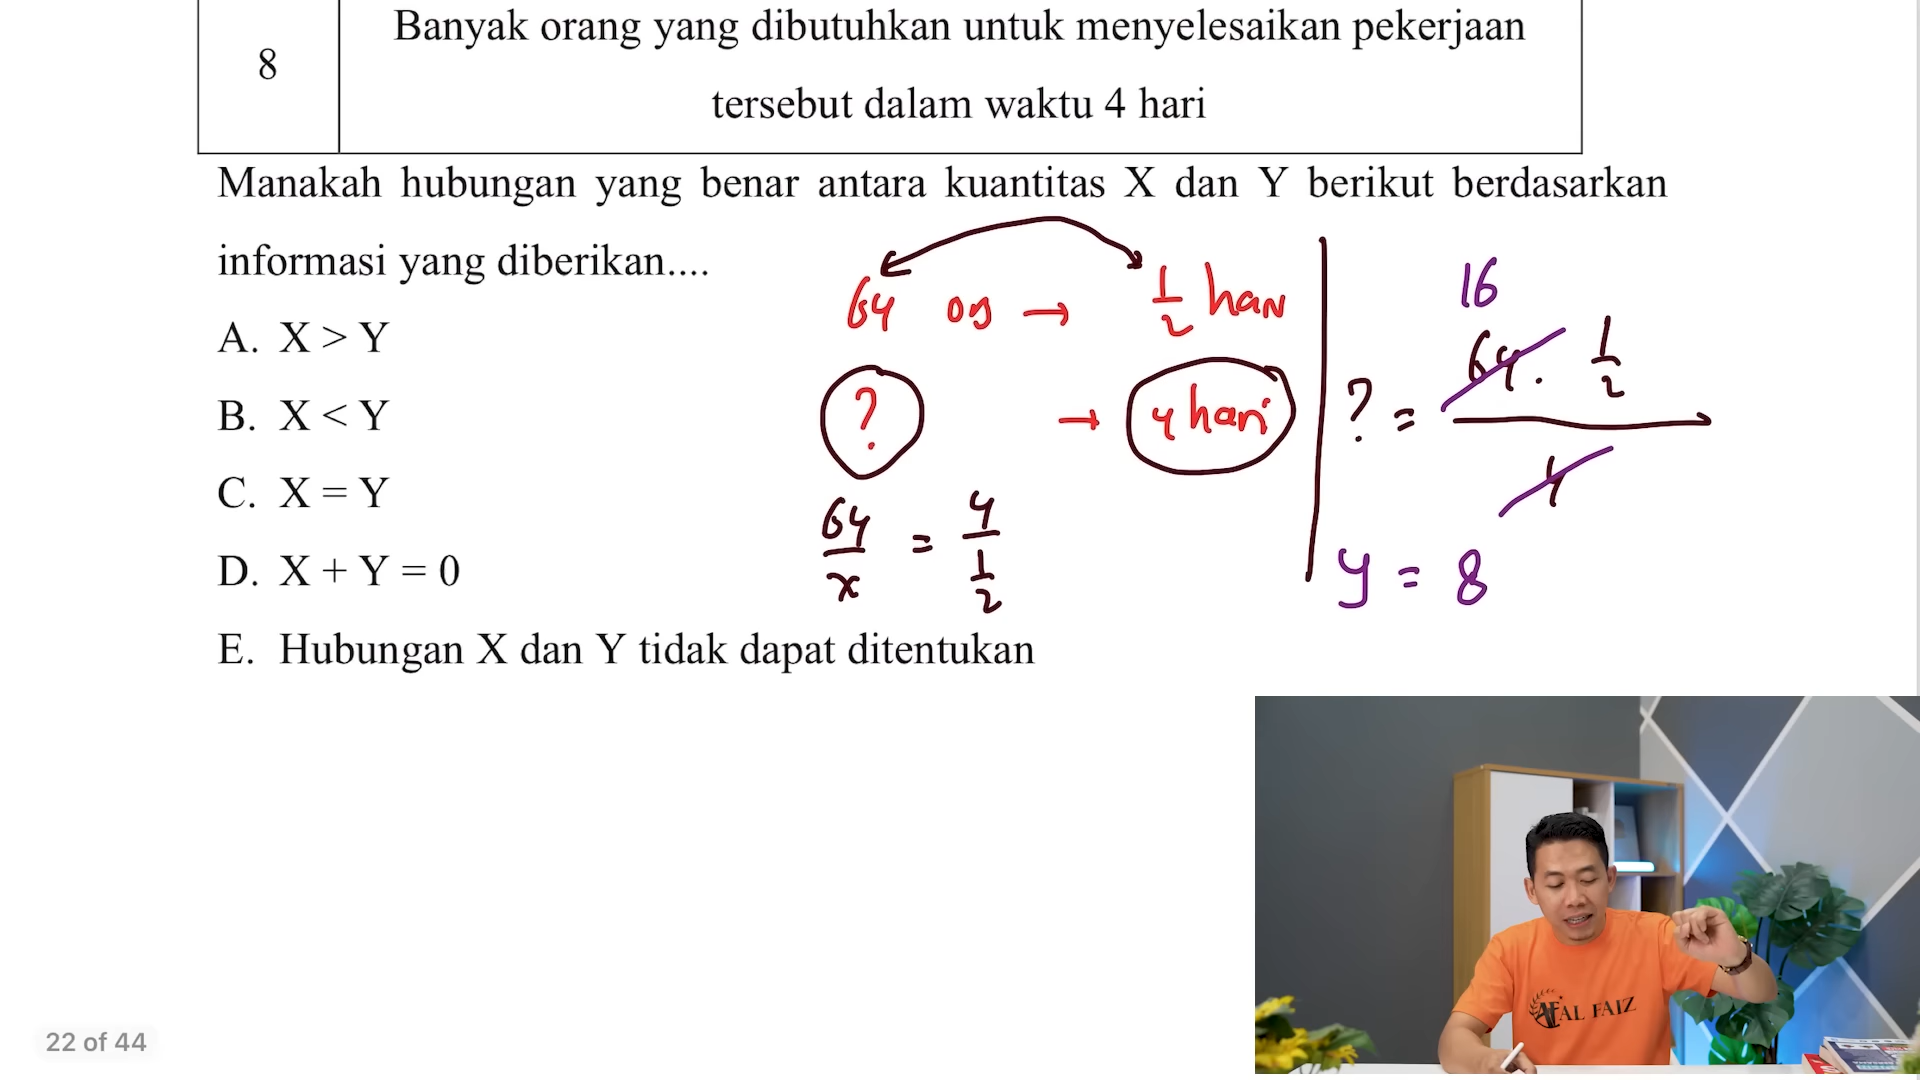 8
Banyak orang yang dibutuhkan untuk menyelesaikan pekerjaan
tersebut dalam waktu 4 hari
Manakah hubungan yang benar antara kuantitas X dan Y berikut berdasarkan
informasi yang diberikan....
A. X > Y
B. X < Y
C. X = Y
D. X + Y = 0
E. Hubungan X dan Y tidak dapat ditentukan
64 og → 1/2 hari
? → 4 hari
64/x = 4/(1/2)
16
? = 64 . 1/2
4
y = 8
AF AL FAIZ
22 of 44